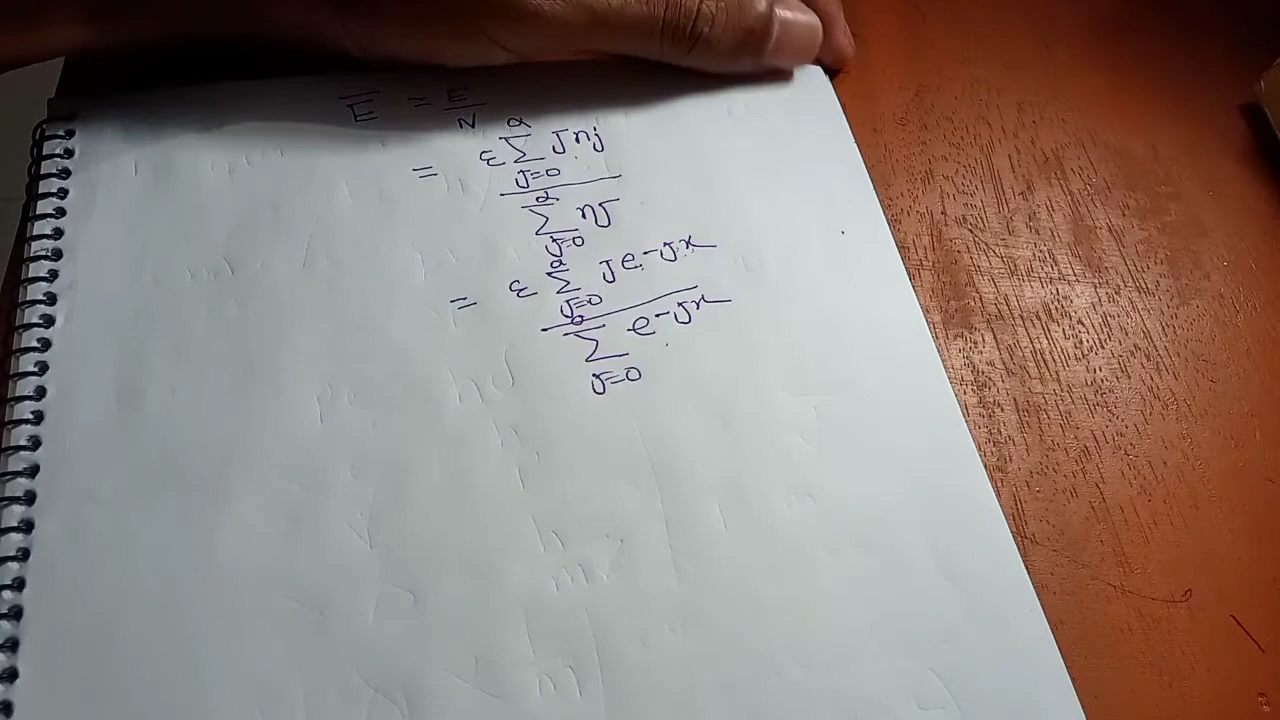 Ē = E/N
= ε Σ_{J=0}^{α} J n_j / Σ_{J=0}^{α} n_J
= ε Σ_{J=0}^{α} J e^{-Jx} / Σ_{J=0}^{α} e^{-Jx}